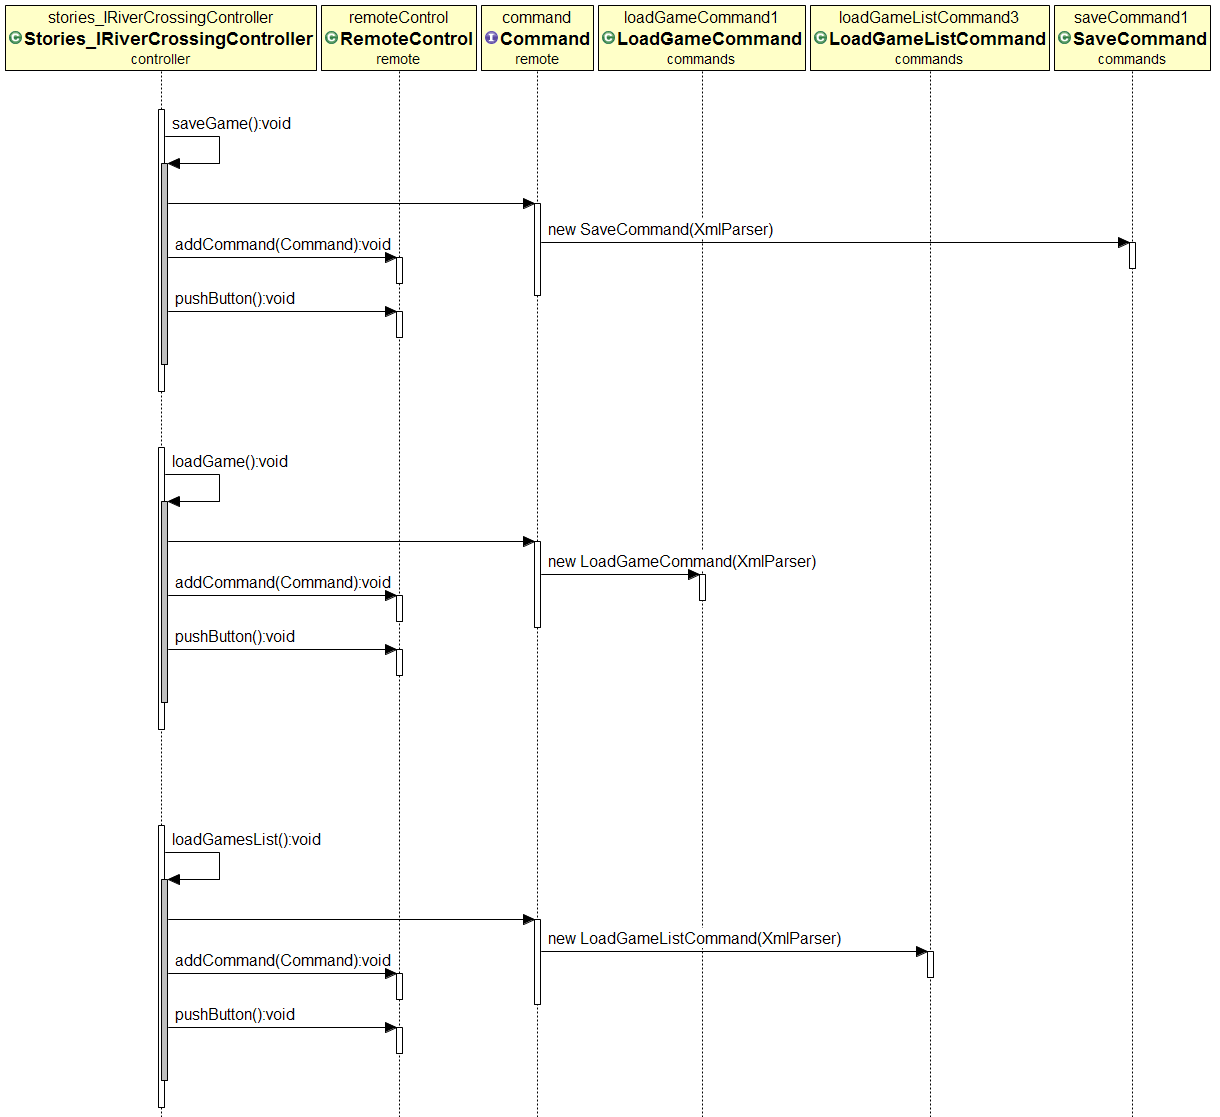 stories_IRiverCrossingController
C Stories_IRiverCrossingController
controller
remoteControl
C RemoteControl
remote
command
I Command
remote
loadGameCommand1
C LoadGameCommand
commands
loadGameListCommand3
C LoadGameListCommand
commands
saveCommand1
C SaveCommand
commands
saveGame():void
new SaveCommand(XmlParser)
addCommand(Command):void
pushButton():void
loadGame():void
new LoadGameCommand(XmlParser)
addCommand(Command):void
pushButton():void
loadGamesList():void
new LoadGameListCommand(XmlParser)
addCommand(Command):void
pushButton():void